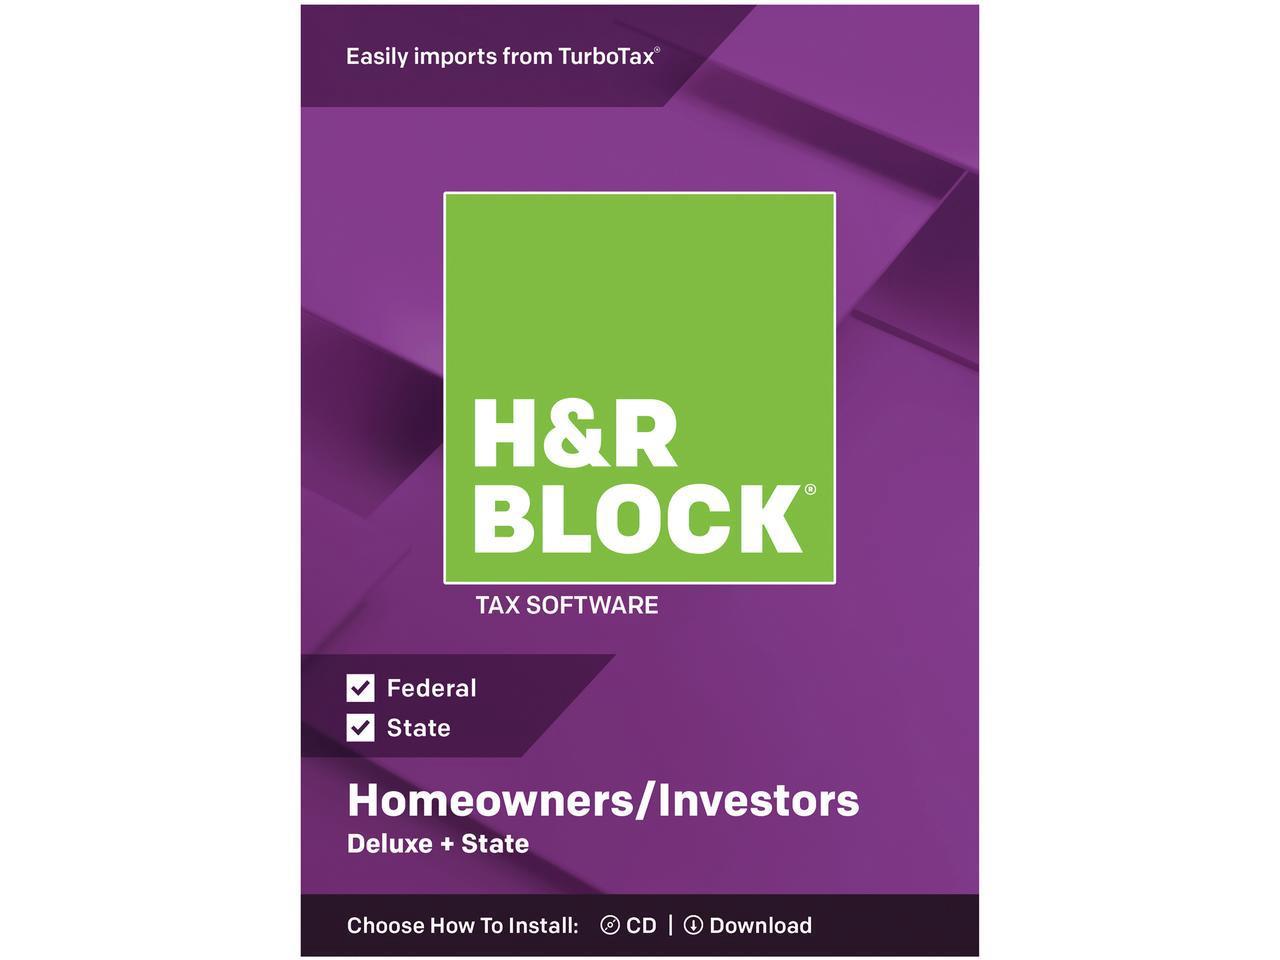 Easily imports from TurboTax®
H&R
BLOCK®
TAX SOFTWARE
Federal
State
Homeowners/Investors
Deluxe + State
Choose How To Install: CD | Download